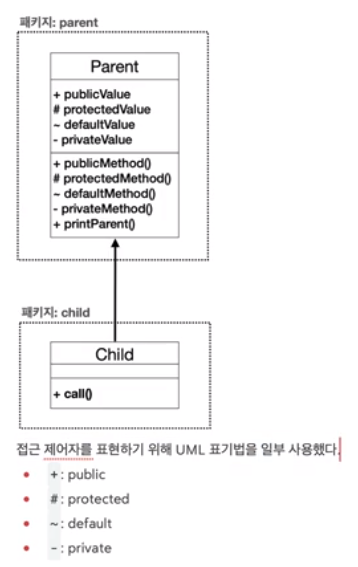 패키지: parent
Parent
+ publicValue
# protectedValue
~ defaultValue
- privateValue
+ publicMethod()
# protectedMethod()
~ defaultMethod()
- privateMethod()
+ printParent()
패키지: child
Child
+ call()
접근 제어자를 표현하기 위해 UML 표기법을 일부 사용했다.
• +: public
• #: protected
• ~: default
• -: private